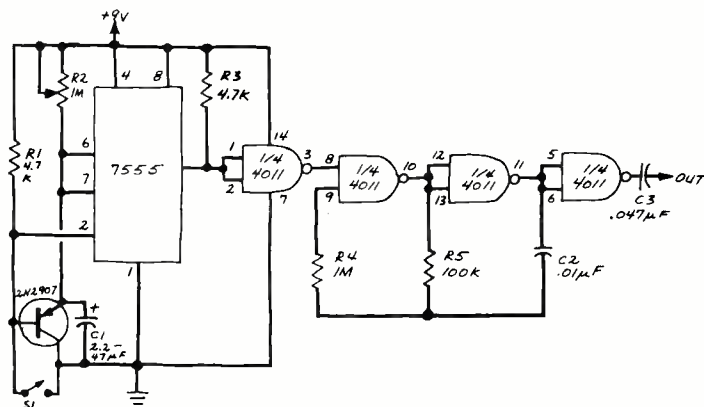 +9V
R2
1M
4
8
R3
4.7K
14
R1
4.7
K
6
7
2
1
7555
1
2
1/4
4011
3
7
8
9
1/4
4011
10
12
13
1/4
4011
11
5
6
1/4
4011
OUT
C3
.047µF
R4
1M
R5
100K
C2
.01µF
2N2907
+
C1
2.2-
47µF
S1